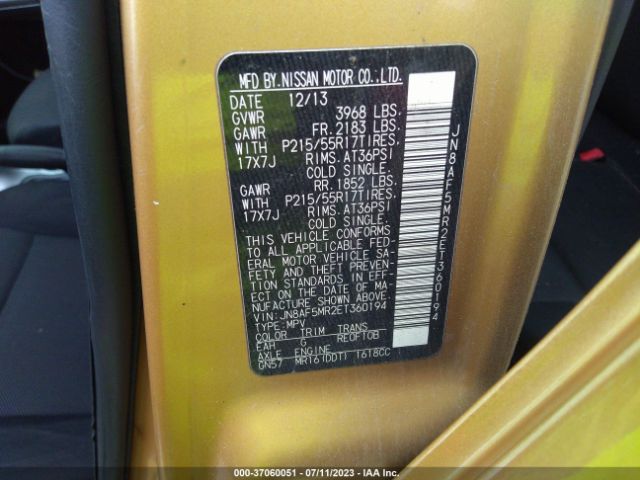 MFD BY. NISSAN MOTOR CO., LTD.
DATE 12/13
GVWR 3968 LBS.
GAWR FR. 2183 LBS.
WITH P215/55R17TIRES.
17X7J RIMS. AT36PSI
COLD SINGLE.
GAWR RR. 1852 LBS.
WITH P215/55R17TIRES.
17X7J RIMS. AT36PSI
COLD SINGLE.
THIS VEHICLE CONFORMS
TO ALL APPLICABLE FED-
ERAL MOTOR VEHICLE SA-
FETY AND THEFT PREVEN-
TION STANDARDS IN EFF-
ECT ON THE DATE OF MA-
NUFACTURE SHOWN ABOVE.
VIN: JN8AF5MR2ET360194
TYPE: MPV
COLOR TRIM TRANS
EAH G RE0F10B
AXLE ENGINE
0N57 MR16(DDT) 1618CC
JN8AF5MR2ET360194
000-37060051 - 07/11/2023 - © IAA Inc.